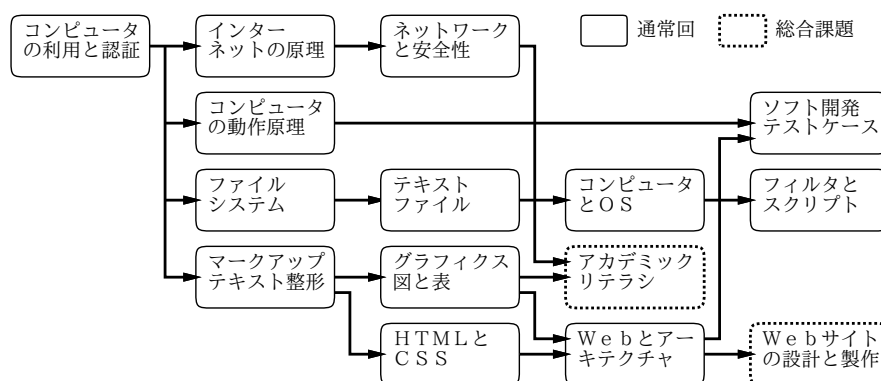 コンピュータ
の利用と認証
インター
ネットの原理
ネットワーク
と安全性
通常回
総合課題
コンピュータ
の動作原理
ソフト開発
テストケース
ファイル
システム
テキスト
ファイル
コンピュータ
とＯＳ
フィルタと
スクリプト
マークアップ
テキスト整形
グラフィクス
図と表
アカデミック
リテラシ
ＨＴＭＬと
ＣＳＳ
Ｗｅｂとアー
キテクチャ
Ｗｅｂサイト
の設計と製作